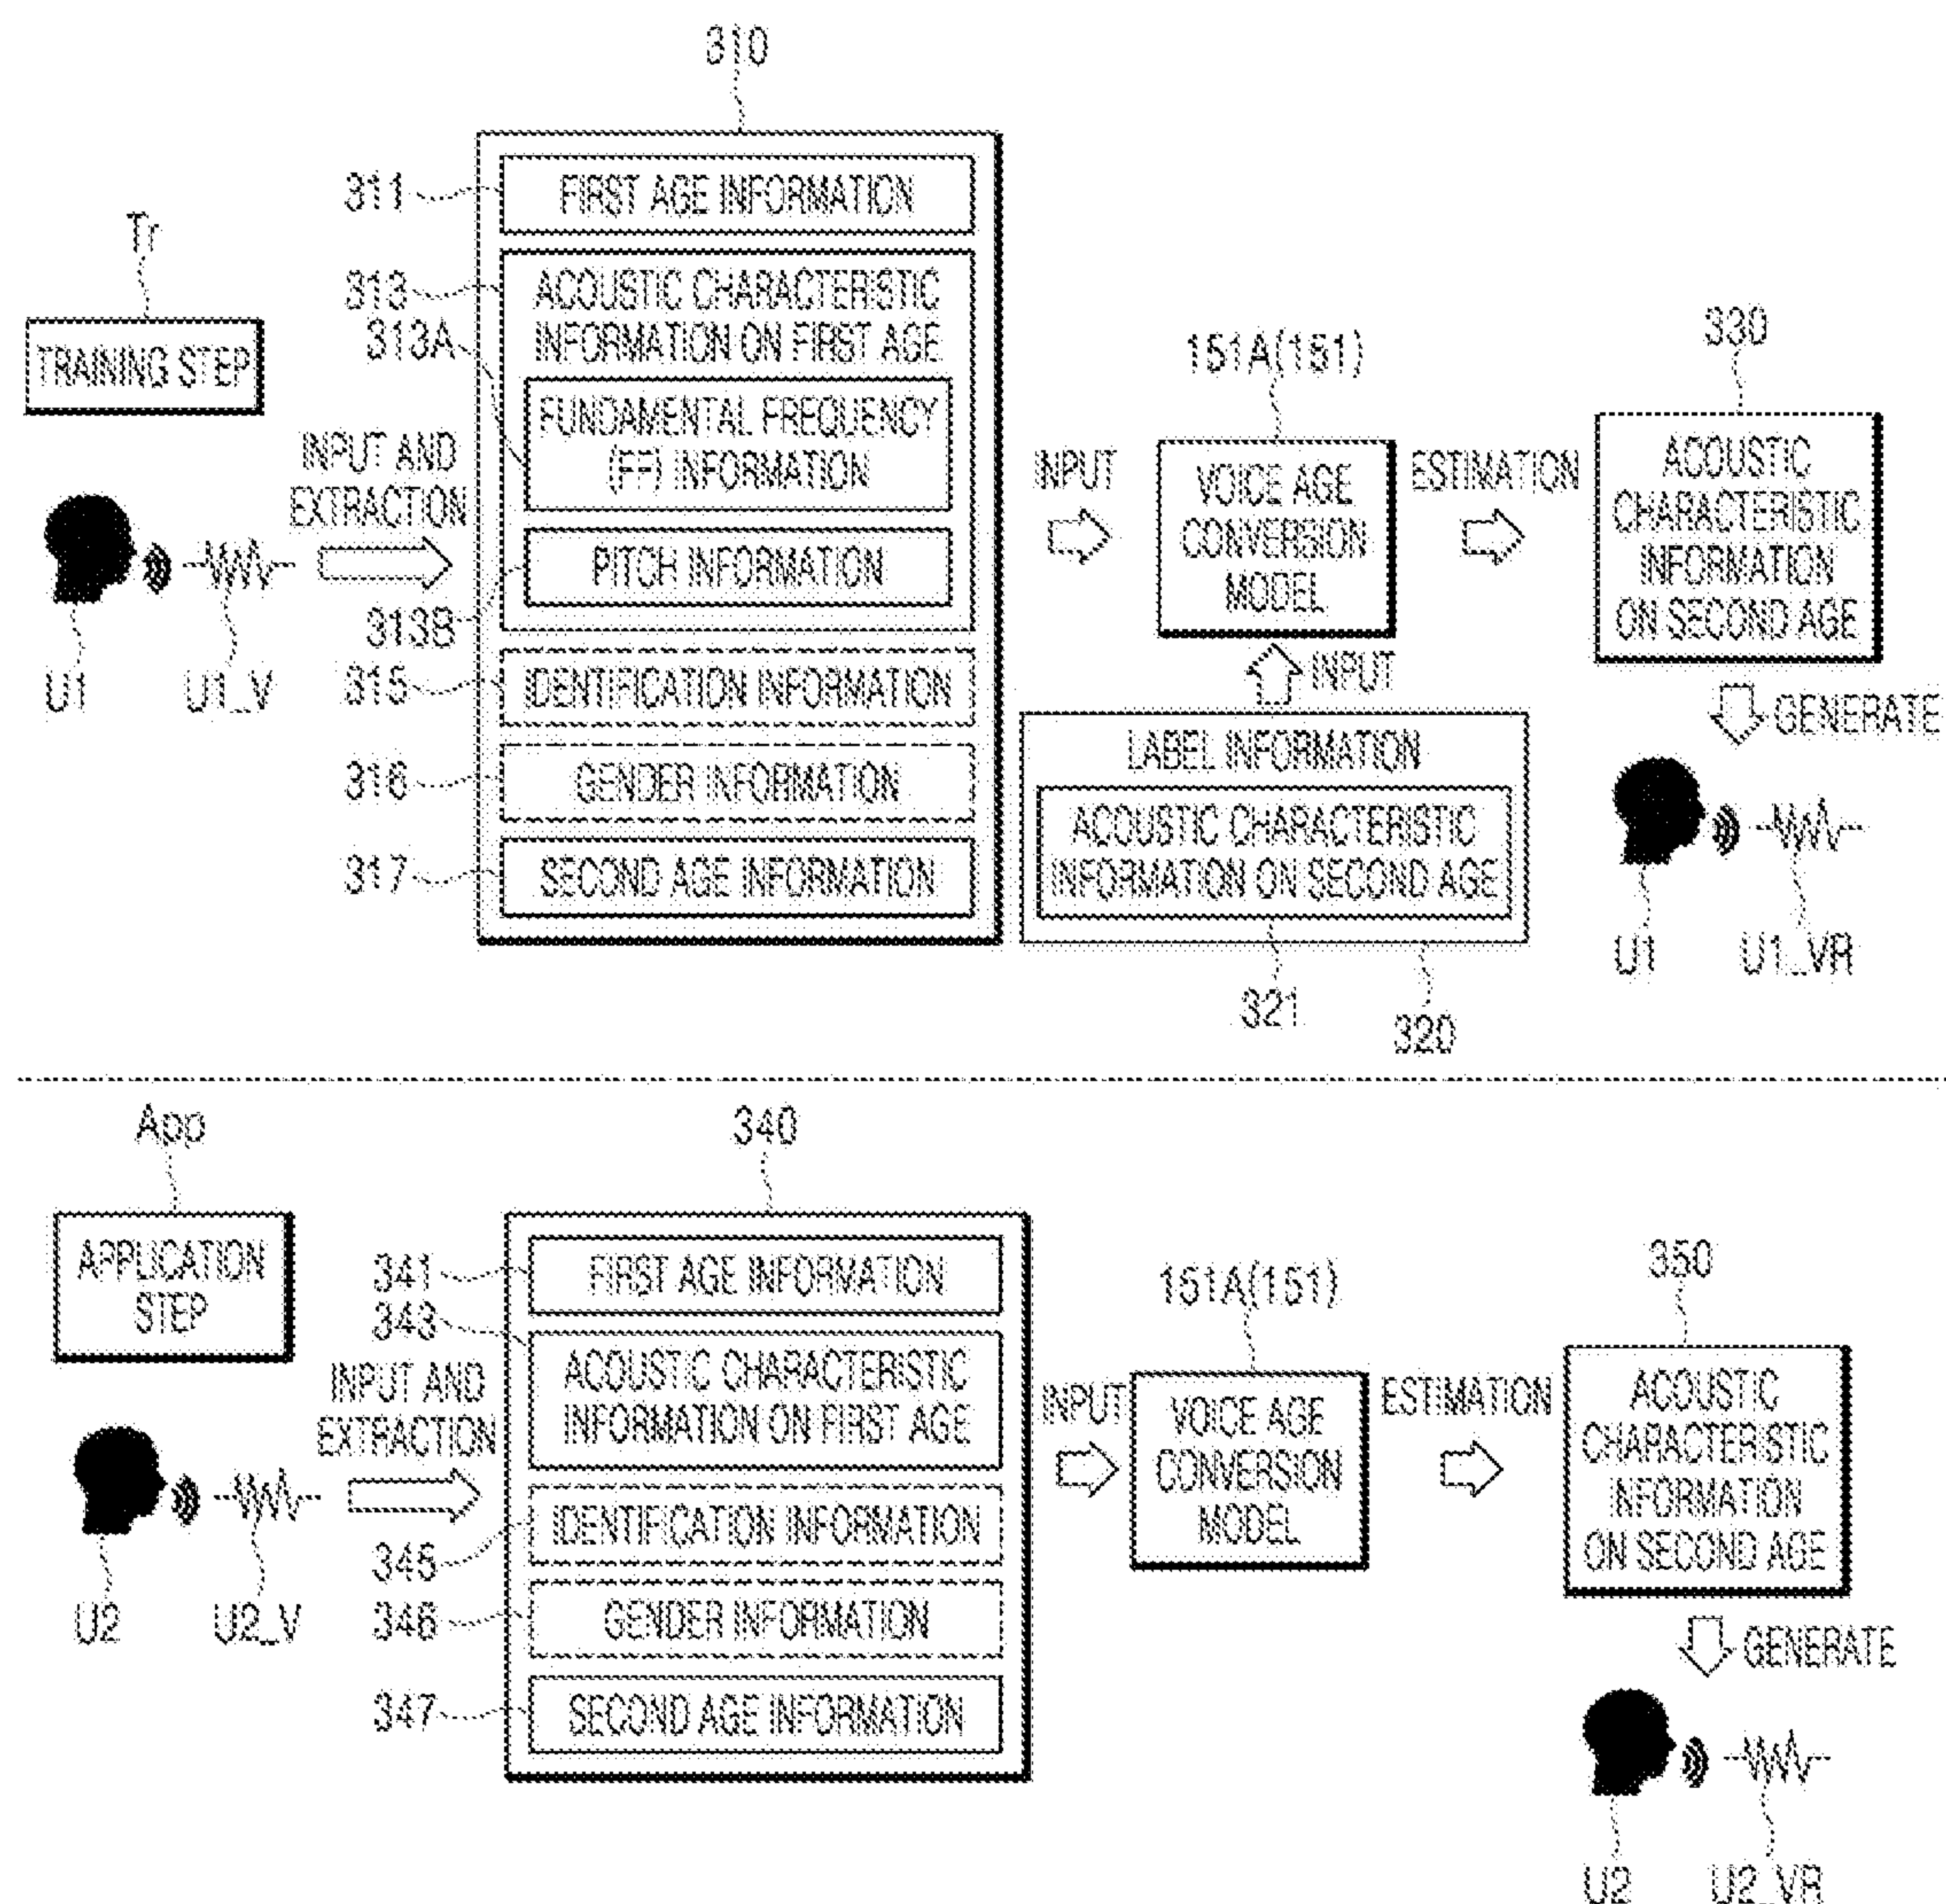 310
311
FIRST AGE INFORMATION
Tr
TRAINING STEP
313
ACOUSTIC CHARACTERISTIC
INFORMATION ON FIRST AGE
313A
FUNDAMENTAL FREQUENCY
(FF) INFORMATION
INPUT AND
EXTRACTION
PITCH INFORMATION
313B
U1
U1_V
315
IDENTIFICATION INFORMATION
316
GENDER INFORMATION
317
SECOND AGE INFORMATION
INPUT
151A(151)
VOICE AGE
CONVERSION
MODEL
INPUT
LABEL INFORMATION
ACOUSTIC CHARACTERISTIC
INFORMATION ON SECOND AGE
321
320
ESTIMATION
330
ACOUSTIC
CHARACTERISTIC
INFORMATION
ON SECOND AGE
GENERATE
U1
U1_VR
App
APPLICATION
STEP
340
341
FIRST AGE INFORMATION
343
ACOUSTIC CHARACTERISTIC
INFORMATION ON FIRST AGE
INPUT AND
EXTRACTION
U2
U2_V
345
IDENTIFICATION INFORMATION
346
GENDER INFORMATION
347
SECOND AGE INFORMATION
INPUT
151A(151)
VOICE AGE
CONVERSION
MODEL
ESTIMATION
350
ACOUSTIC
CHARACTERISTIC
INFORMATION
ON SECOND AGE
GENERATE
U2
U2_VR